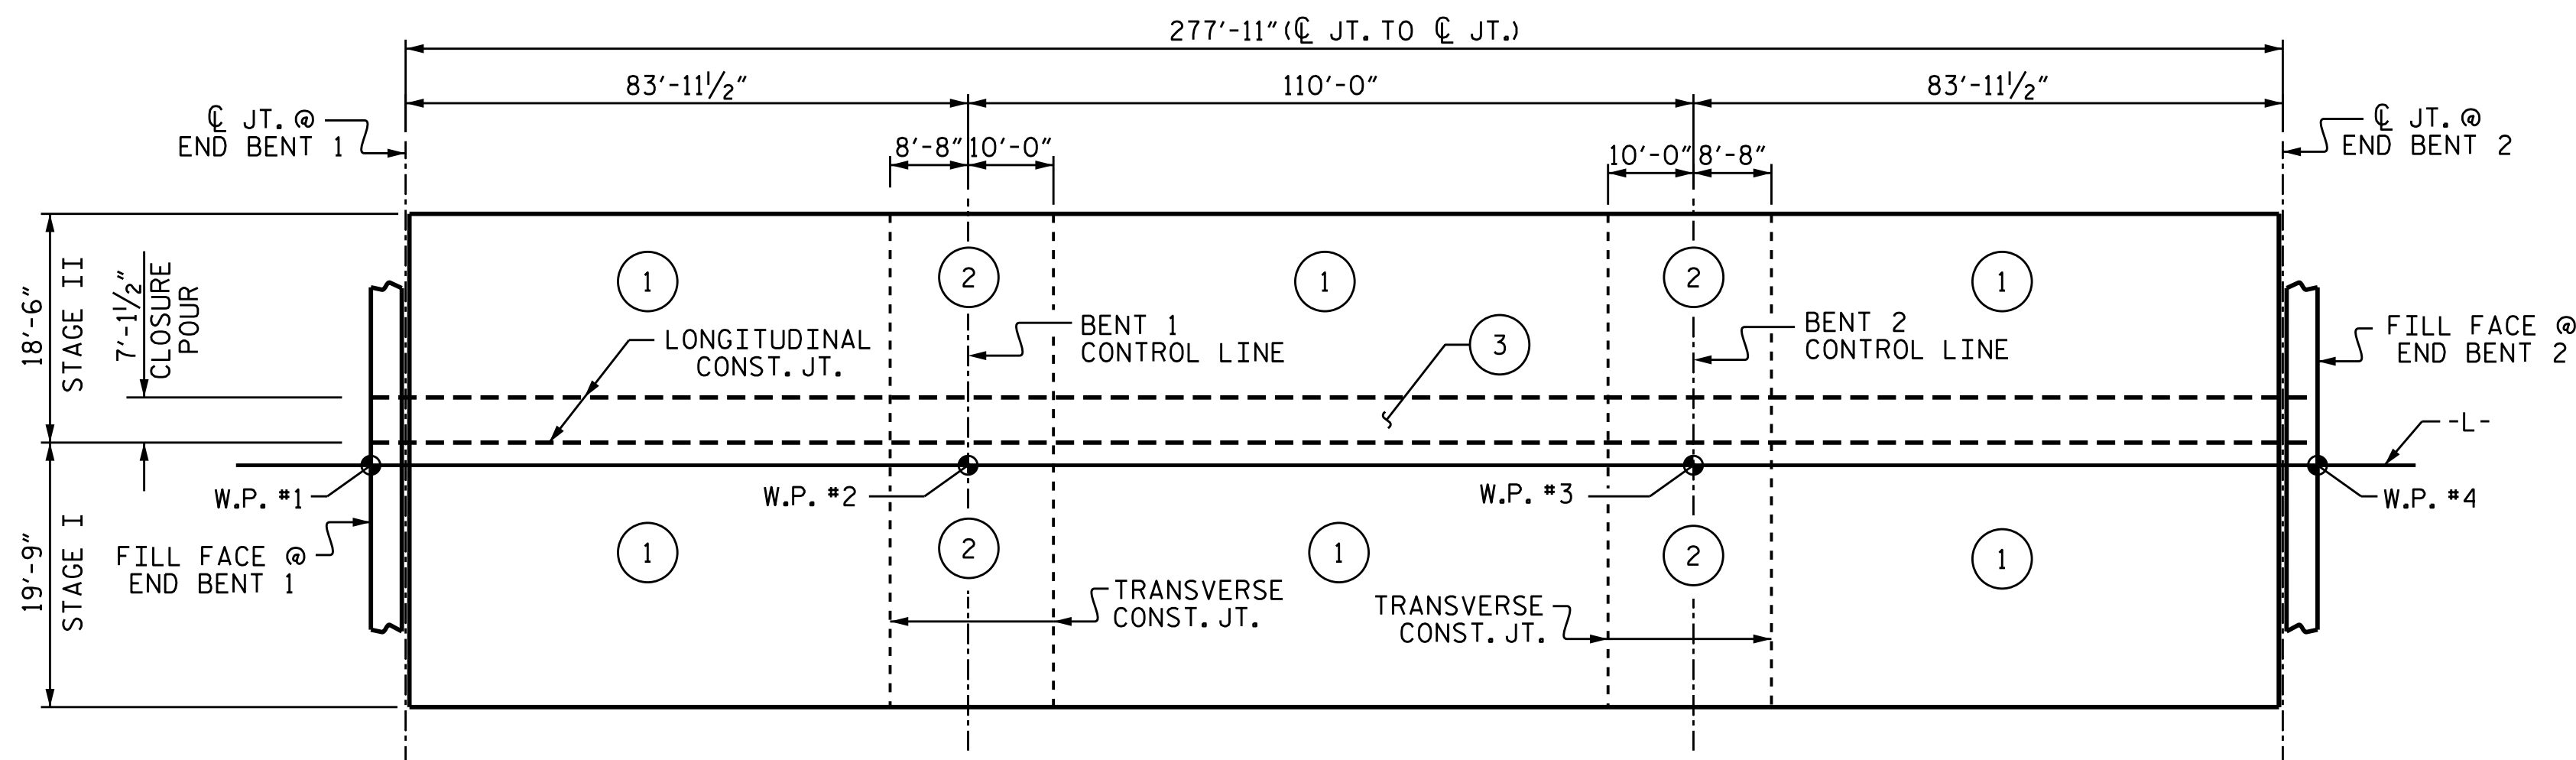 277'-11" (℄ JT. TO ℄ JT.)
83'-11½"
110'-0"
83'-11½"
℄ JT. @
END BENT 1
8'-8"
10'-0"
10'-0"
8'-8"
℄ JT. @
END BENT 2
18'-6"
STAGE II
7'-1½"
CLOSURE
POUR
1
2
1
2
1
LONGITUDINAL
CONST. JT.
BENT 1
CONTROL LINE
3
BENT 2
CONTROL LINE
FILL FACE @
END BENT 2
-L-
W.P. #1
W.P. #2
W.P. #3
W.P. #4
19'-9"
STAGE I
FILL FACE @
END BENT 1
1
2
1
2
1
TRANSVERSE
CONST. JT.
TRANSVERSE
CONST. JT.